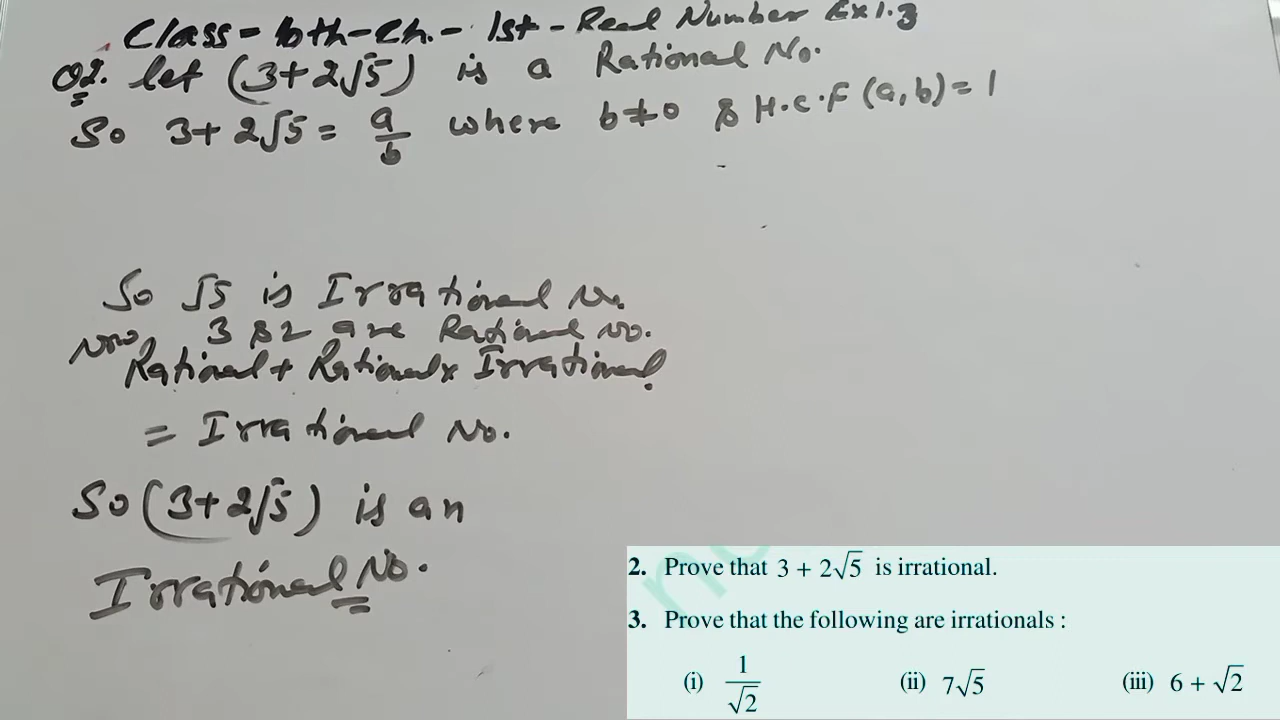 Class - 10th - Ch. - 1st - Real Number Ex 1.3
Q2. let (3+2√5) is a Rational No.
So 3+2√5 = a/b where b≠0 & H.C.F (a,b) = 1
So √5 is Irrational No.
Now, 3 & 2 are Rational No.
Rational + Rational × Irrational
= Irrational No.
So (3+2√5) is an
Irrational No.
2. Prove that 3 + 2√5 is irrational.
3. Prove that the following are irrationals :
(i) 1/√2 (ii) 7√5 (iii) 6 + √2